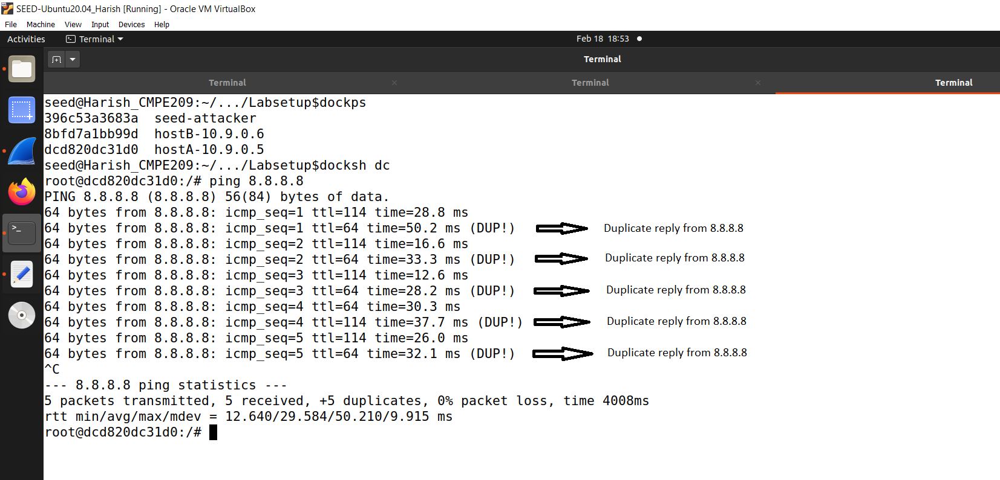 SEED-Ubuntu20.04_Harish [Running] - Oracle VM VirtualBox
File Machine View Input Devices Help
Activities Terminal Feb 18 18:53
Terminal
Terminal × Terminal × Terminal
seed@Harish_CMPE209:~/.../Labsetup$dockps
396c53a3683a  seed-attacker
8bfd7a1bb99d  hostB-10.9.0.6
dcd820dc31d0  hostA-10.9.0.5
seed@Harish_CMPE209:~/.../Labsetup$docksh dc
root@dcd820dc31d0:/# ping 8.8.8.8
PING 8.8.8.8 (8.8.8.8) 56(84) bytes of data.
64 bytes from 8.8.8.8: icmp_seq=1 ttl=114 time=28.8 ms
64 bytes from 8.8.8.8: icmp_seq=1 ttl=64 time=50.2 ms (DUP!) Duplicate reply from 8.8.8.8
64 bytes from 8.8.8.8: icmp_seq=2 ttl=114 time=16.6 ms
64 bytes from 8.8.8.8: icmp_seq=2 ttl=64 time=33.3 ms (DUP!) Duplicate reply from 8.8.8.8
64 bytes from 8.8.8.8: icmp_seq=3 ttl=114 time=12.6 ms
64 bytes from 8.8.8.8: icmp_seq=3 ttl=64 time=28.2 ms (DUP!) Duplicate reply from 8.8.8.8
64 bytes from 8.8.8.8: icmp_seq=4 ttl=64 time=30.3 ms
64 bytes from 8.8.8.8: icmp_seq=4 ttl=114 time=37.7 ms (DUP!) Duplicate reply from 8.8.8.8
64 bytes from 8.8.8.8: icmp_seq=5 ttl=114 time=26.0 ms
64 bytes from 8.8.8.8: icmp_seq=5 ttl=64 time=32.1 ms (DUP!) Duplicate reply from 8.8.8.8
^C
--- 8.8.8.8 ping statistics ---
5 packets transmitted, 5 received, +5 duplicates, 0% packet loss, time 4008ms
rtt min/avg/max/mdev = 12.640/29.584/50.210/9.915 ms
root@dcd820dc31d0:/#